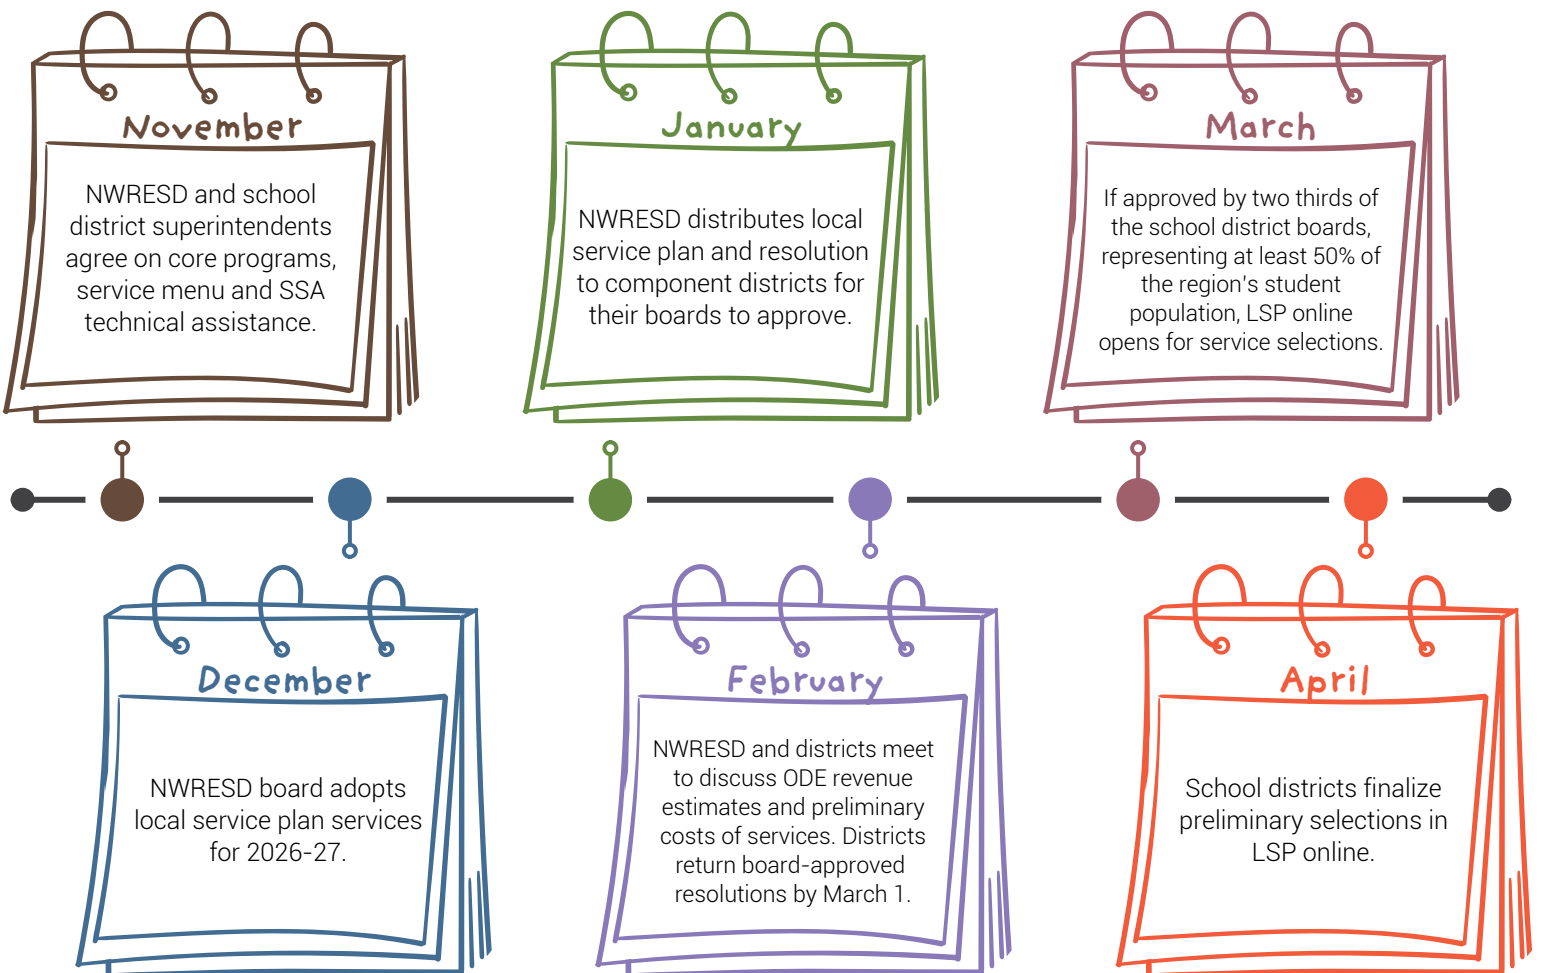 November
NWRESD and school
district superintendents
agree on core programs,
service menu and SSA
technical assistance.
January
NWRESD distributes local
service plan and resolution
to component districts for
their boards to approve.
March
If approved by two thirds of
the school district boards,
representing at least 50% of
the region's student
population, LSP online
opens for service selections.
December
NWRESD board adopts
local service plan services
for 2026-27.
February
NWRESD and districts meet
to discuss ODE revenue
estimates and preliminary
costs of services. Districts
return board-approved
resolutions by March 1.
April
School districts finalize
preliminary selections in
LSP online.